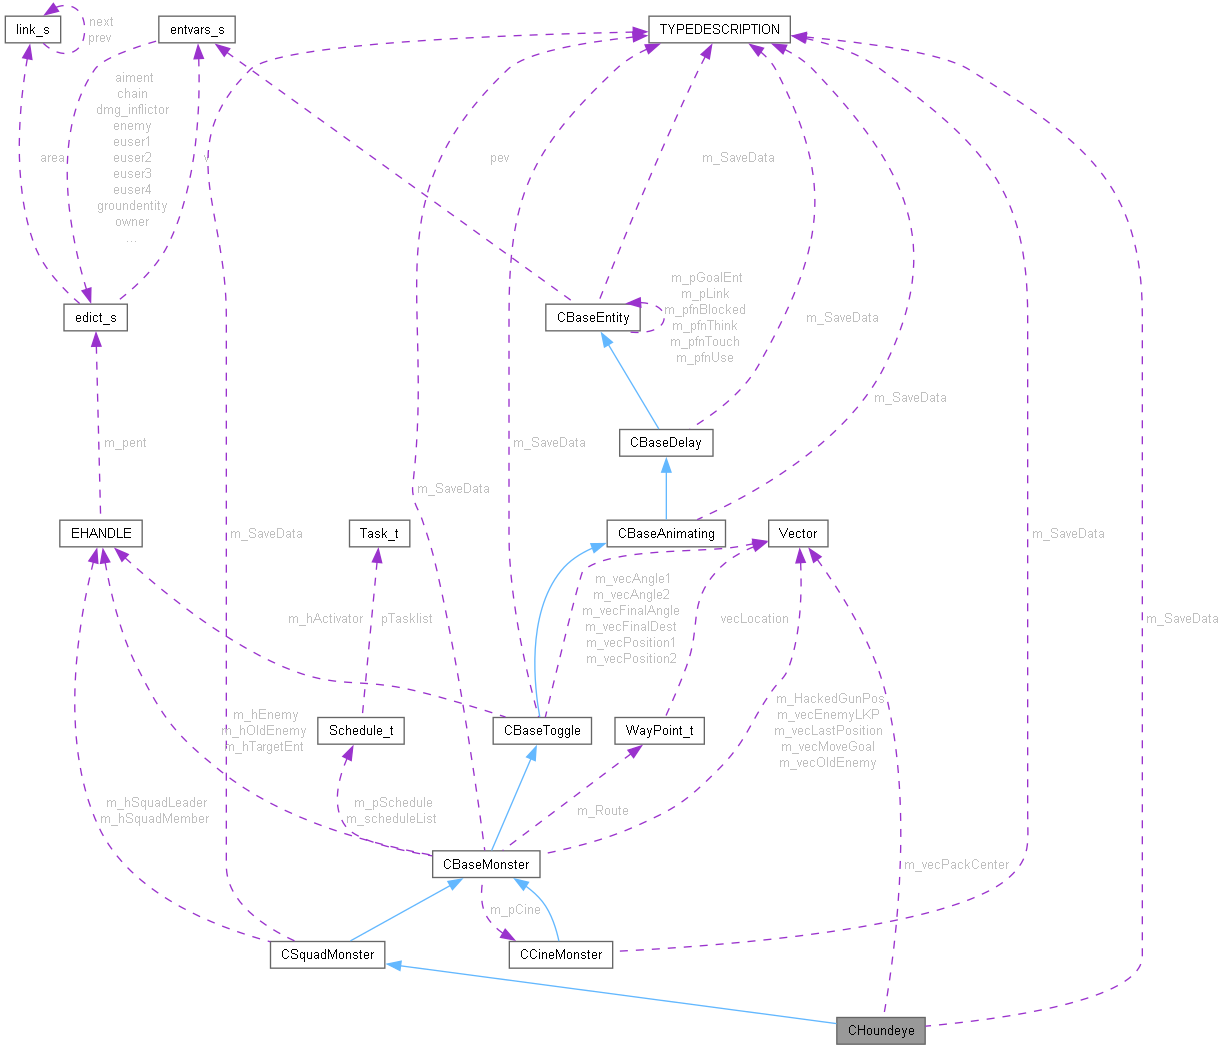 link_s
next
prev
entvars_s
TYPEDESCRIPTION
aiment
chain
dmg_inflictor
enemy
euser1
euser2
euser3
euser4
groundentity
owner
...
area
v
pev
m_SaveData
edict_s
CBaseEntity
m_pGoalEnt
m_pLink
m_pfnBlocked
m_pfnThink
m_pfnTouch
m_pfnUse
m_SaveData
m_SaveData
m_pent
m_SaveData
CBaseDelay
m_SaveData
EHANDLE
m_SaveData
Task_t
CBaseAnimating
Vector
m_SaveData
m_vecAngle1
m_vecAngle2
m_vecFinalAngle
m_vecFinalDest
m_vecPosition1
m_vecPosition2
m_hActivator
pTasklist
vecLocation
m_SaveData
m_hEnemy
m_hOldEnemy
m_hTargetEnt
Schedule_t
CBaseToggle
WayPoint_t
m_HackedGunPos
m_vecEnemyLKP
m_vecLastPosition
m_vecMoveGoal
m_vecOldEnemy
m_hSquadLeader
m_hSquadMember
m_pSchedule
m_scheduleList
m_Route
CBaseMonster
m_vecPackCenter
m_pCine
CSquadMonster
CCineMonster
CHoundeye